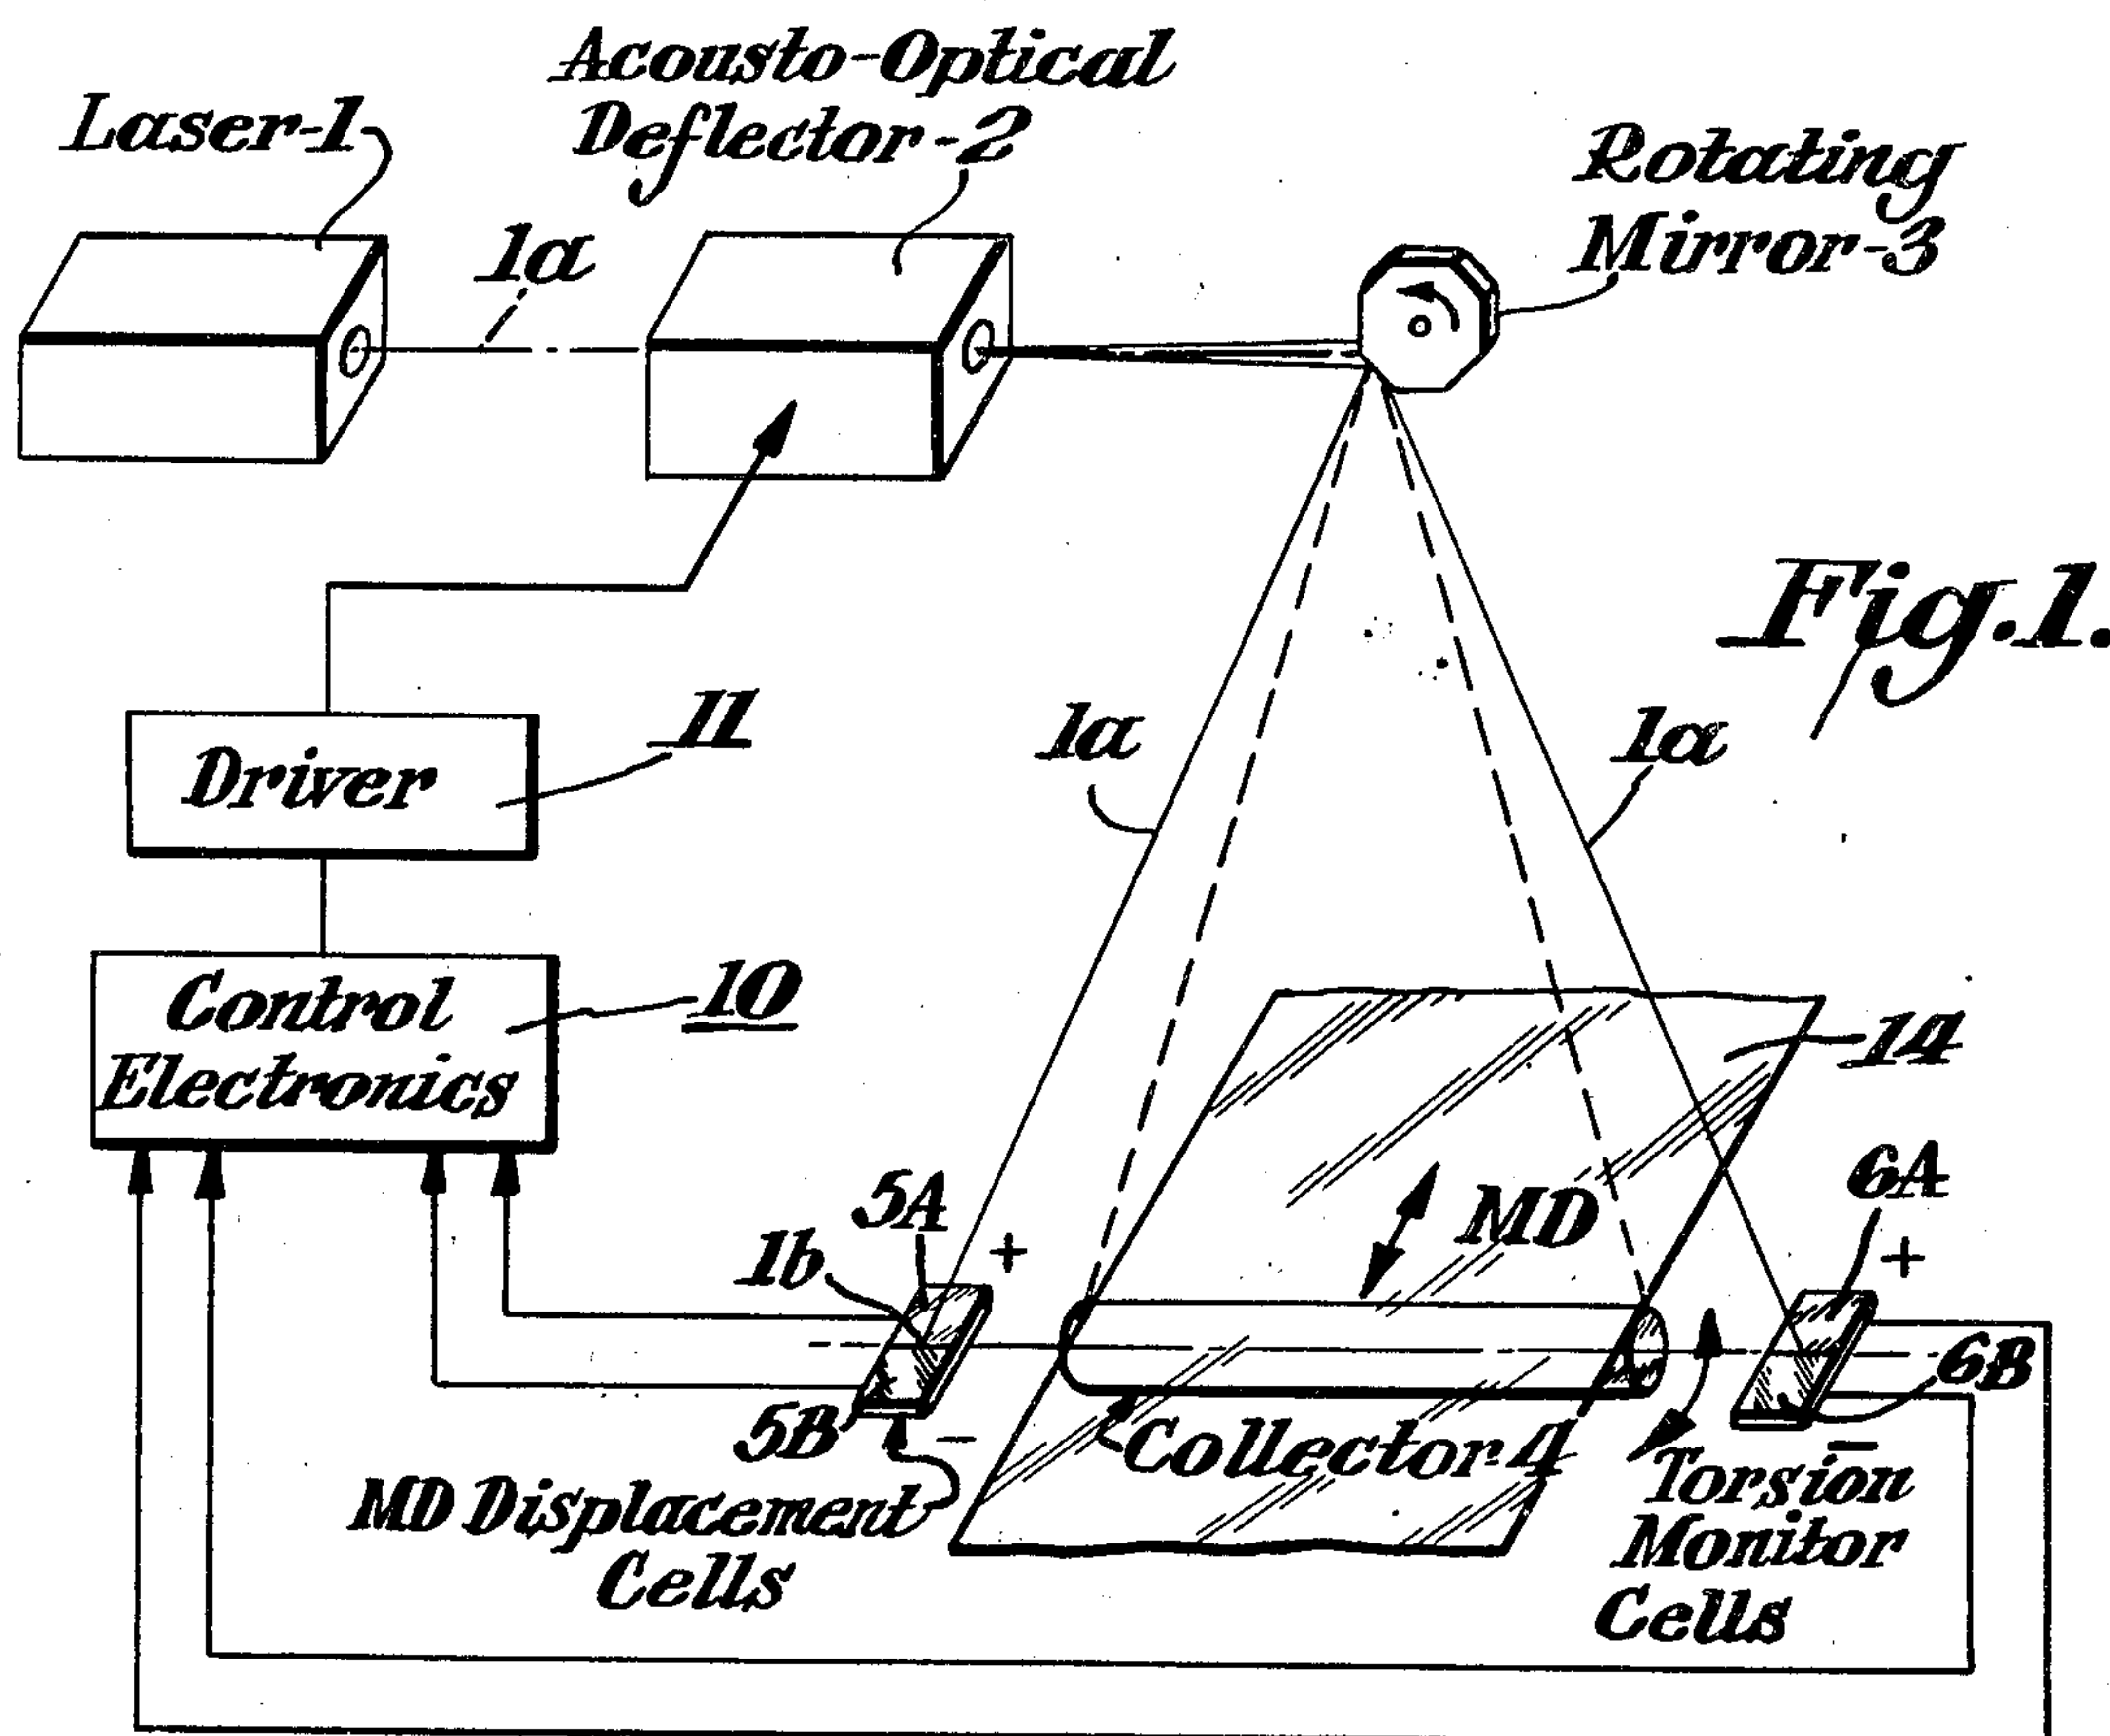 Acousto-Optical
Deflector-2
Laser-1
1a
Rotating
Mirror-3
Fig.1.
11
Driver
1a
1a
Control
Electronics
10
14
5A
+
1b
MD
6A
+
6B
5B
-
Collector 4
-
MD Displacement
Cells
Torsion
Monitor
Cells